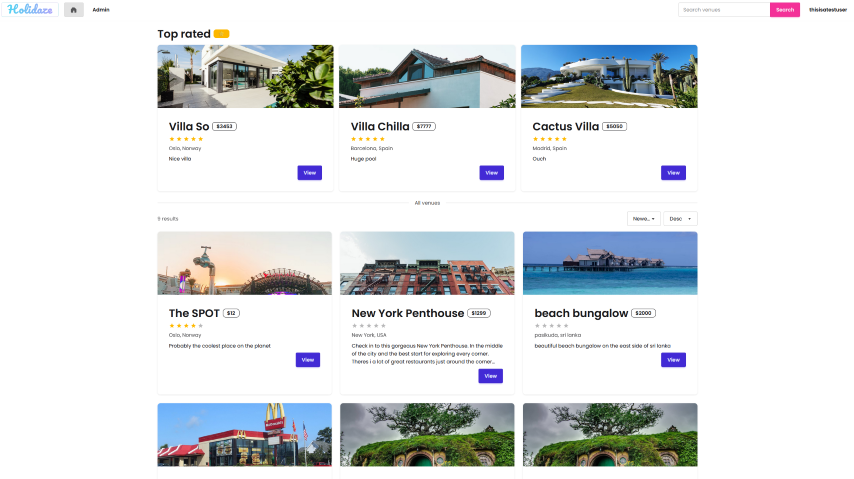 Holidaze
Admin
Search venues
Search
thisisatestuser
Top rated
Villa So $3453
Oslo, Norway
Nice villa
View
Villa Chilla $7777
Barcelona, Spain
Huge pool
View
Cactus Villa $5050
Madrid, Spain
Ouch
View
All venues
9 results
Newe..
Desc
The SPOT $12
Oslo, Norway
Probably the coolest place on the planet
View
New York Penthouse $1299
New York, USA
Check in to this gorgeous New York Penthouse. In the middle
of the city and the best start for exploring every corner.
Theres i a lot of great restaurants just around the corner...
View
beach bungalow $2000
pasikuda, sri lanka
beautiful beach bungalow on the east side of sri lanka
View